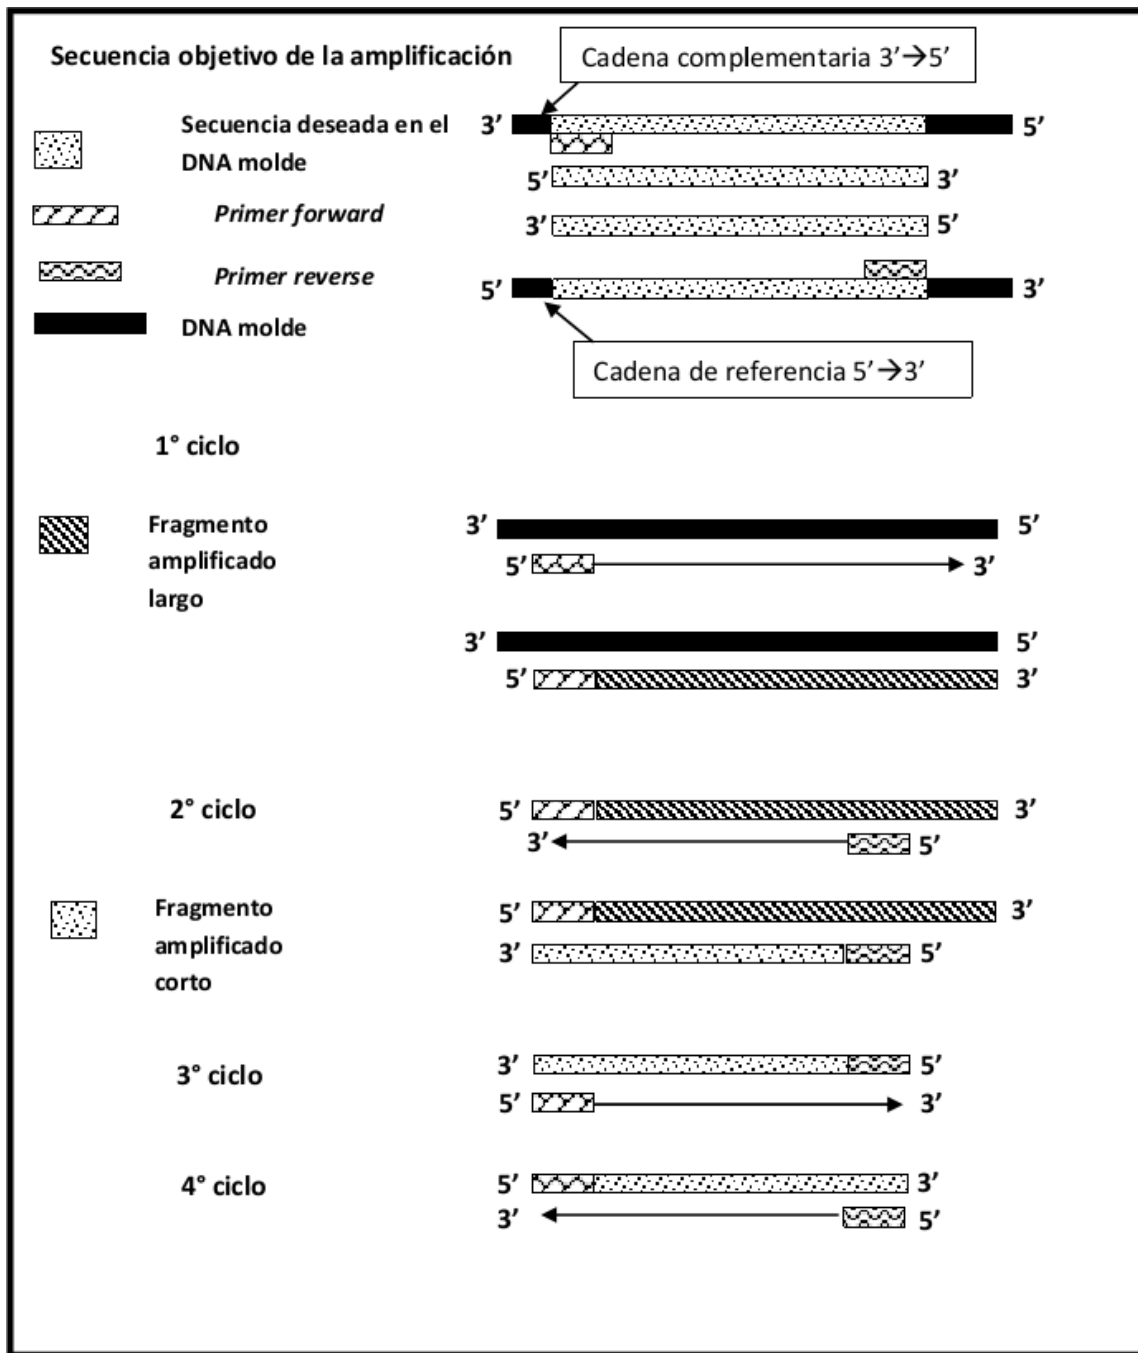 Secuencia objetivo de la amplificación
Cadena complementaria 3’→5’
Secuencia deseada en el
DNA molde
3’ 5’
5’ 3’
Primer forward
3’ 5’
Primer reverse
5’ 3’
DNA molde
Cadena de referencia 5’→3’
1° ciclo
Fragmento
amplificado
largo
3’ 5’
5’ 3’
3’ 5’
5’ 3’
2° ciclo
5’ 3’
3’ 5’
Fragmento
amplificado
corto
5’ 3’
3’ 5’
3° ciclo
3’ 5’
5’ 3’
4° ciclo
5’ 3’
3’ 5’